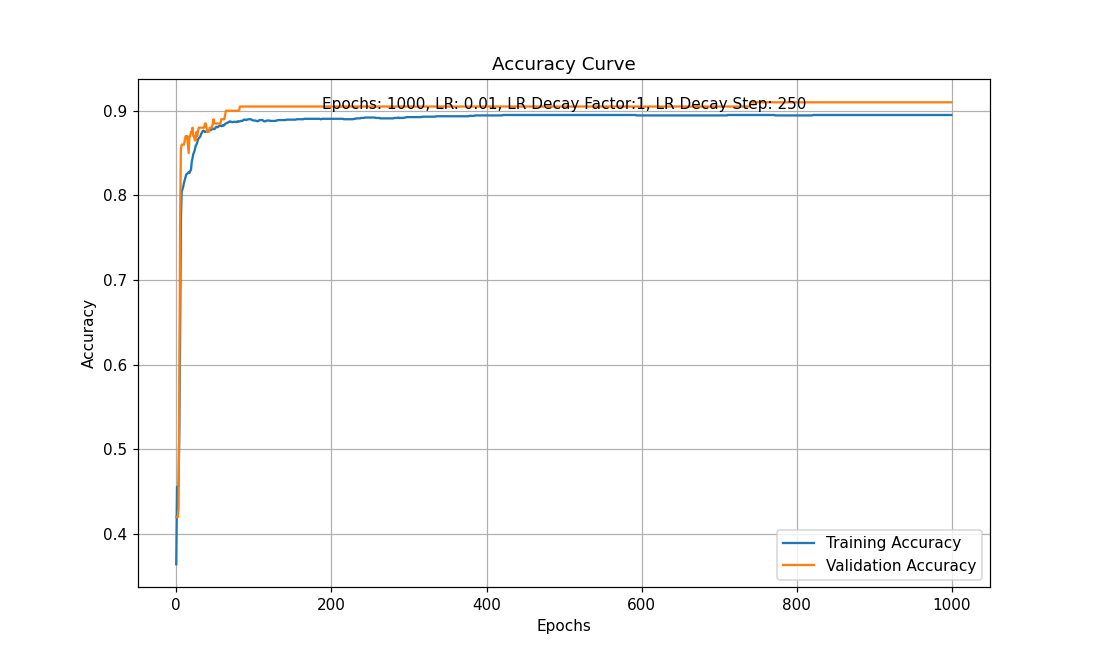 Accuracy Curve
Epochs: 1000, LR: 0.01, LR Decay Factor:1, LR Decay Step: 250
0.9
0.8
0.7
0.6
0.5
0.4
Accuracy
Training Accuracy
Validation Accuracy
0 200 400 600 800 1000
Epochs